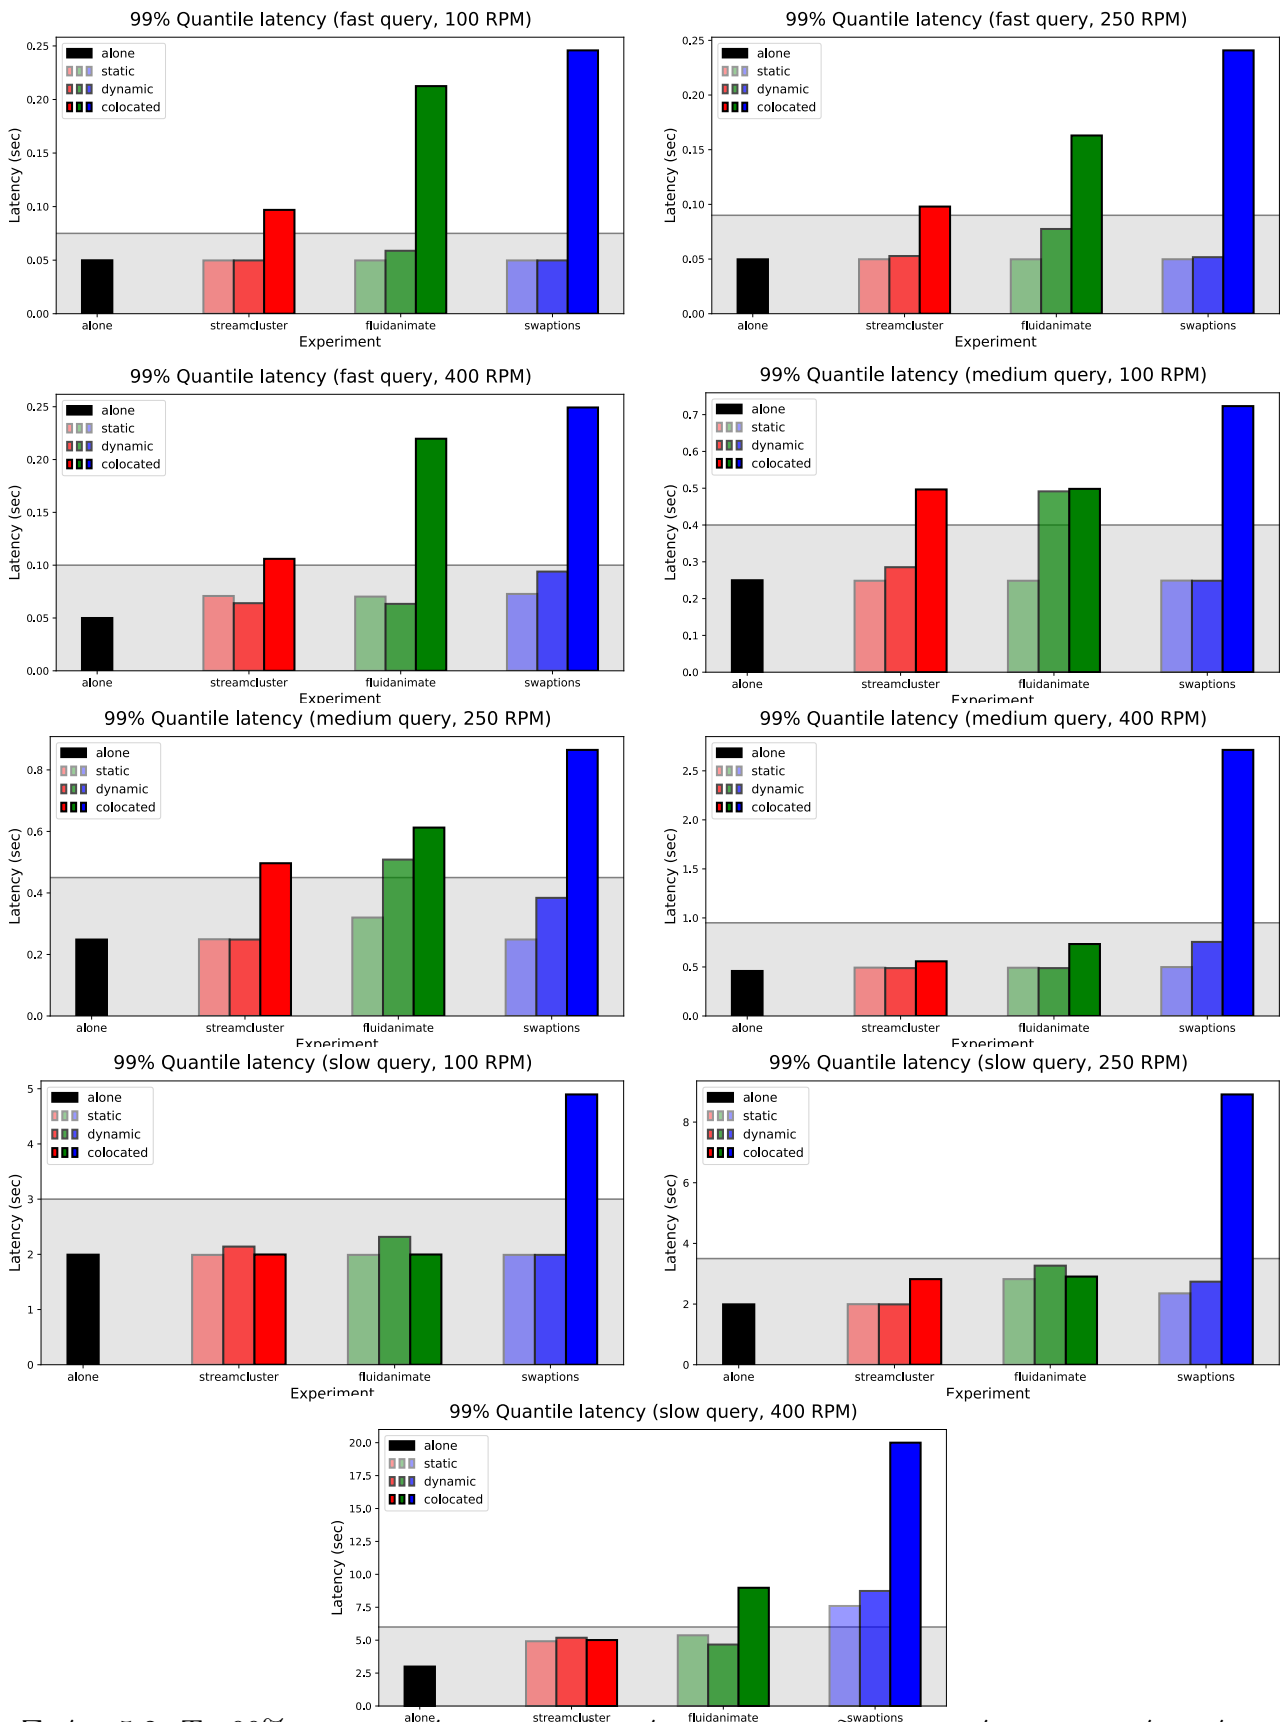 99% Quantile latency (fast query, 100 RPM)
Latency (sec)
0.25
0.20
0.15
0.10
0.05
0.00
alone
static
dynamic
colocated
alone
streamcluster
fluidanimate
swaptions
Experiment
99% Quantile latency (fast query, 250 RPM)
Latency (sec)
0.25
0.20
0.15
0.10
0.05
0.00
alone
static
dynamic
colocated
alone
streamcluster
fluidanimate
swaptions
Experiment
99% Quantile latency (fast query, 400 RPM)
Latency (sec)
0.25
0.20
0.15
0.10
0.05
0.00
alone
static
dynamic
colocated
alone
streamcluster
fluidanimate
swaptions
Experiment
99% Quantile latency (medium query, 100 RPM)
Latency (sec)
0.7
0.6
0.5
0.4
0.3
0.2
0.1
0.0
alone
static
dynamic
colocated
alone
streamcluster
fluidanimate
swaptions
Experiment
99% Quantile latency (medium query, 250 RPM)
Latency (sec)
0.8
0.6
0.4
0.2
0.0
alone
static
dynamic
colocated
alone
streamcluster
fluidanimate
swaptions
Experiment
99% Quantile latency (medium query, 400 RPM)
Latency (sec)
2.5
2.0
1.5
1.0
0.5
0.0
alone
static
dynamic
colocated
alone
streamcluster
fluidanimate
swaptions
Experiment
99% Quantile latency (slow query, 100 RPM)
Latency (sec)
5
4
3
2
1
0
alone
static
dynamic
colocated
alone
streamcluster
fluidanimate
swaptions
Experiment
99% Quantile latency (slow query, 250 RPM)
Latency (sec)
8
6
4
2
0
alone
static
dynamic
colocated
alone
streamcluster
fluidanimate
swaptions
Experiment
99% Quantile latency (slow query, 400 RPM)
Latency (sec)
20.0
17.5
15.0
12.5
10.0
7.5
5.0
2.5
0.0
alone
static
dynamic
colocated
alone
streamcluster
fluidanimate
swaptions